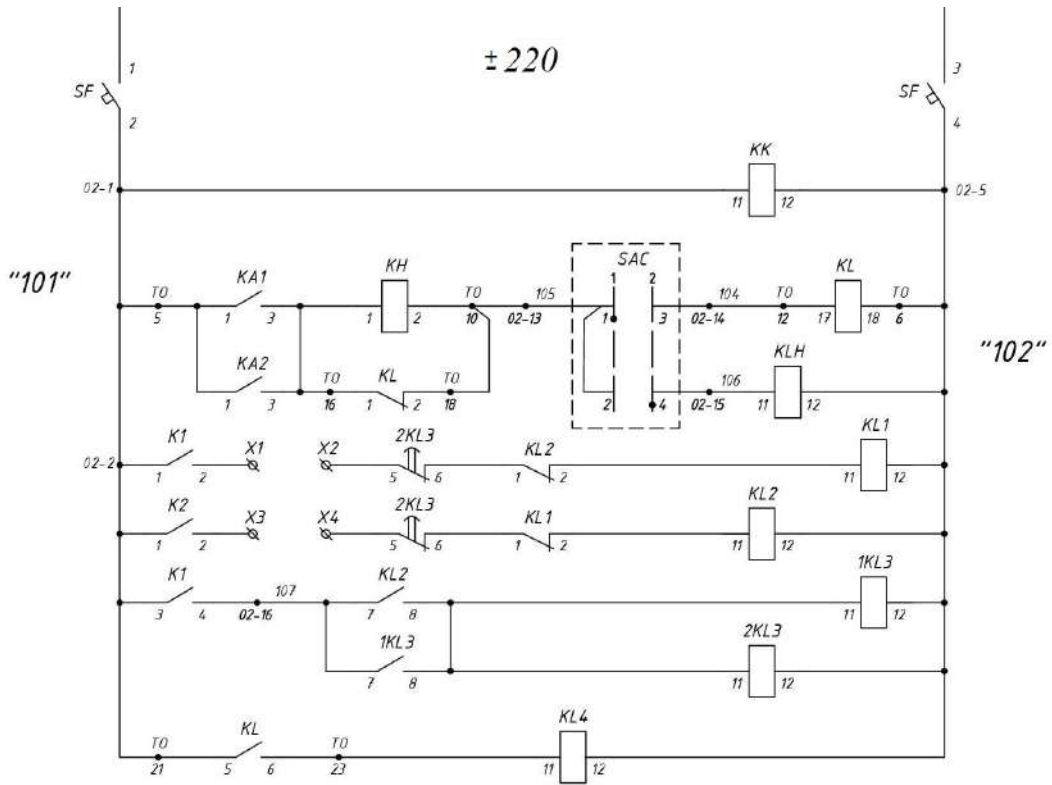 ± 220
1 3
SF SF
2 4
KK
02-1 11 12 02-5
"101" "102"
KA1 KH SAC KL
1 2
TO TO 105 104 TO TO
5 1 3 1 2 10 02-13 1 3 02-14 12 17 18 6
KA2 TO KL TO 106 KLH
1 3 16 1 2 18 2 4 02-15 11 12
K1 X1 X2 2KL3 KL2 KL1
02-2 1 2 5 6 1 2 11 12
K2 X3 X4 2KL3 KL1 KL2
1 2 5 6 1 2 11 12
K1 107 KL2 1KL3
3 4 02-16 7 8 11 12
1KL3 2KL3
7 8 11 12
TO KL TO KL4
21 5 6 23 11 12